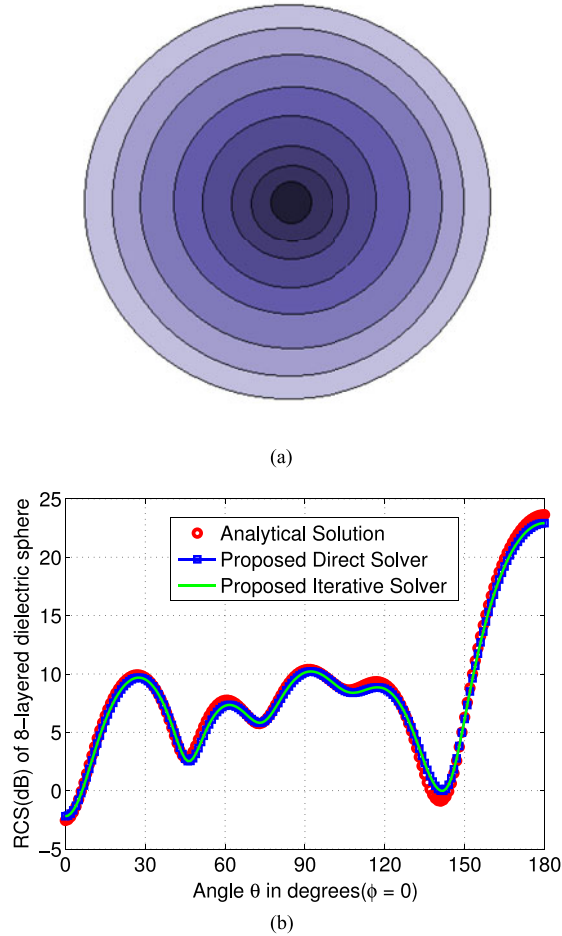 (a)
RCS(dB) of 8−layered dielectric sphere
25
20
15
10
5
0
−5
Analytical Solution
Proposed Direct Solver
Proposed Iterative Solver
0 30 60 90 120 150 180
Angle θ in degrees(ϕ = 0)
(b)